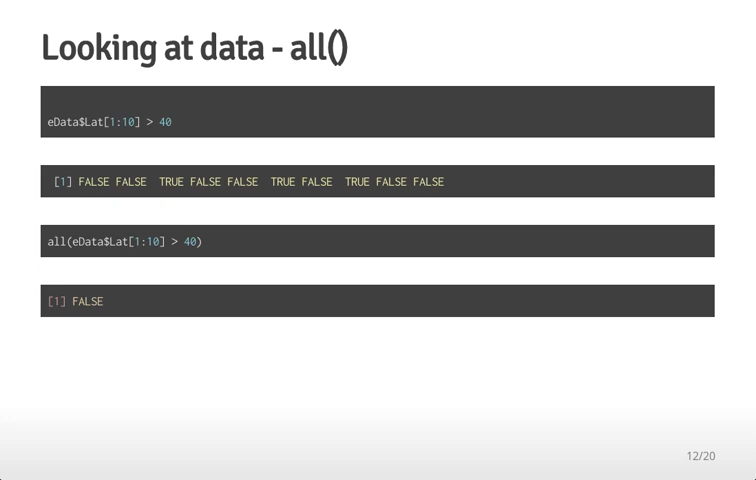 Looking at data - all()
eData$Lat[1:10] > 40
[1] FALSE FALSE  TRUE FALSE FALSE  TRUE FALSE  TRUE FALSE FALSE
all(eData$Lat[1:10] > 40)
[1] FALSE
12/20